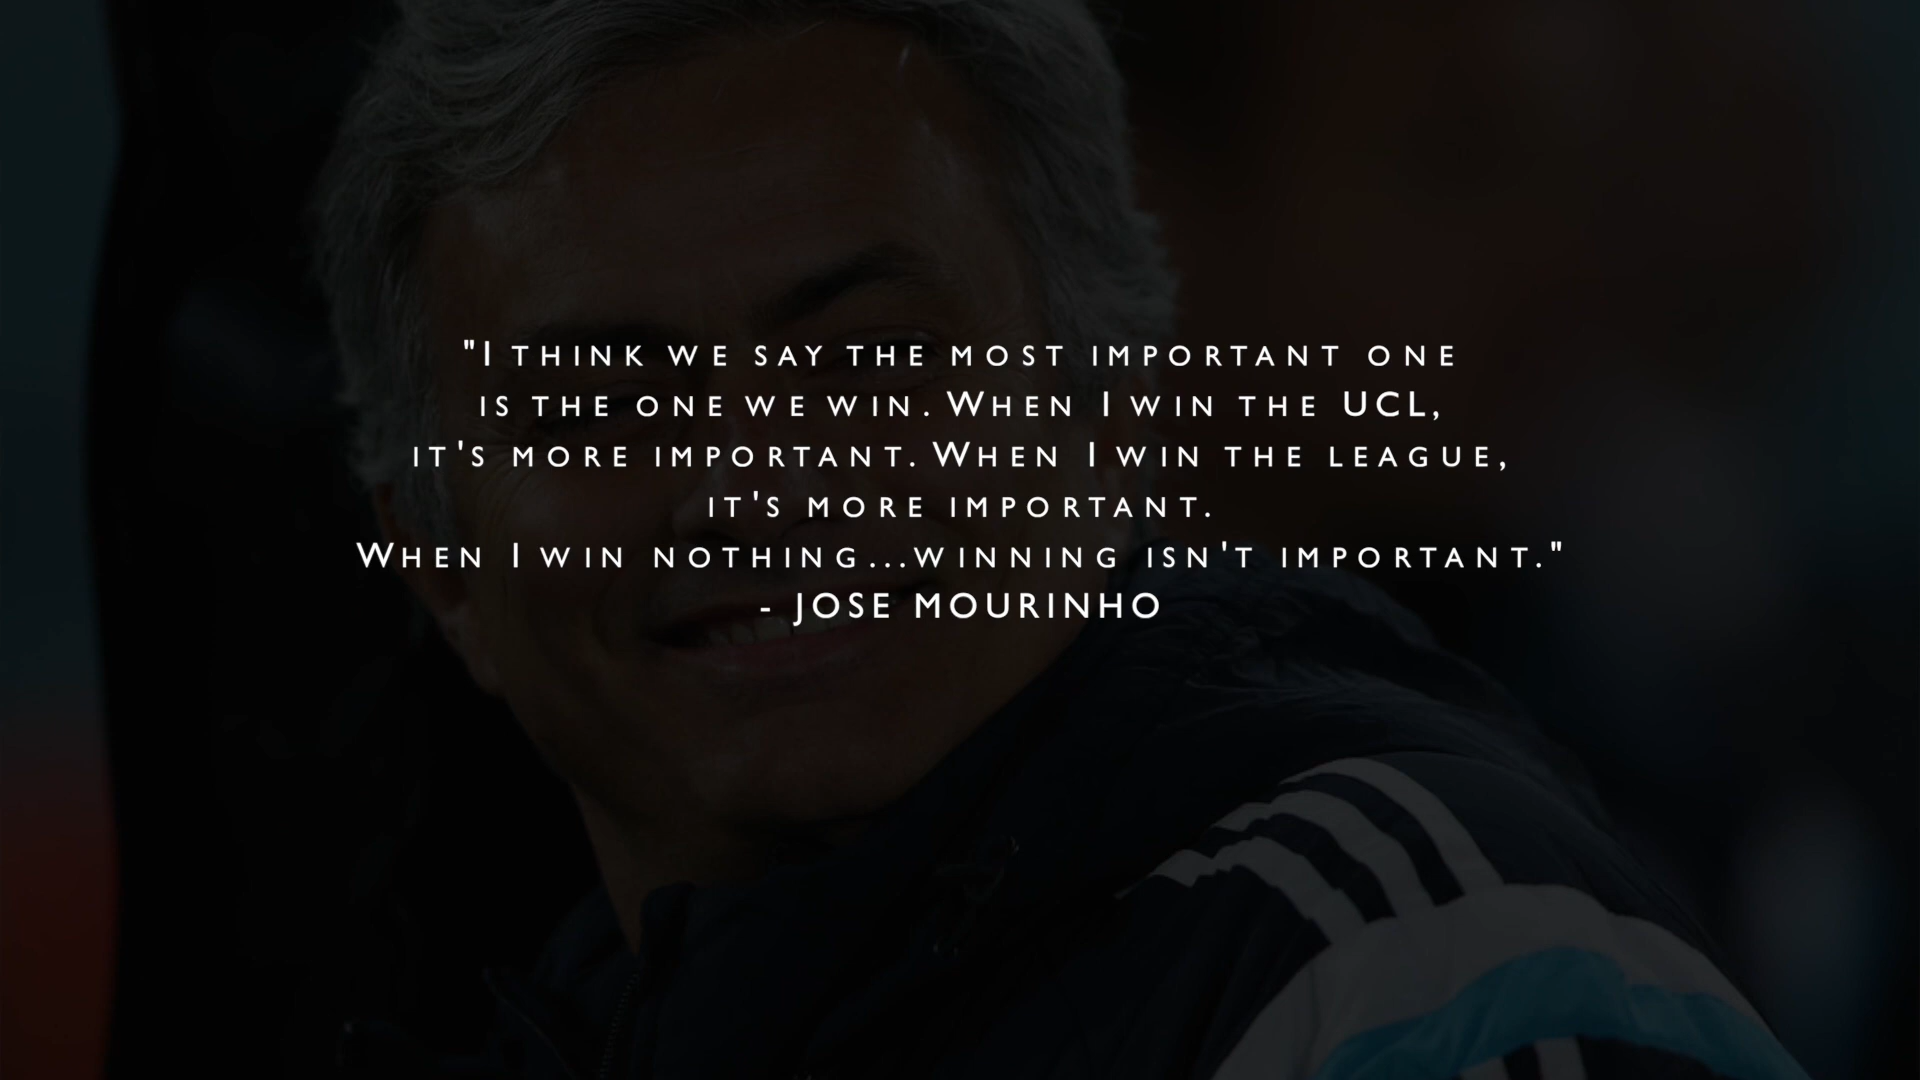 "I THINK WE SAY THE MOST IMPORTANT ONE
IS THE ONE WE WIN. WHEN I WIN THE UCL,
IT'S MORE IMPORTANT. WHEN I WIN THE LEAGUE,
IT'S MORE IMPORTANT.
WHEN I WIN NOTHING...WINNING ISN'T IMPORTANT."
- JOSE MOURINHO